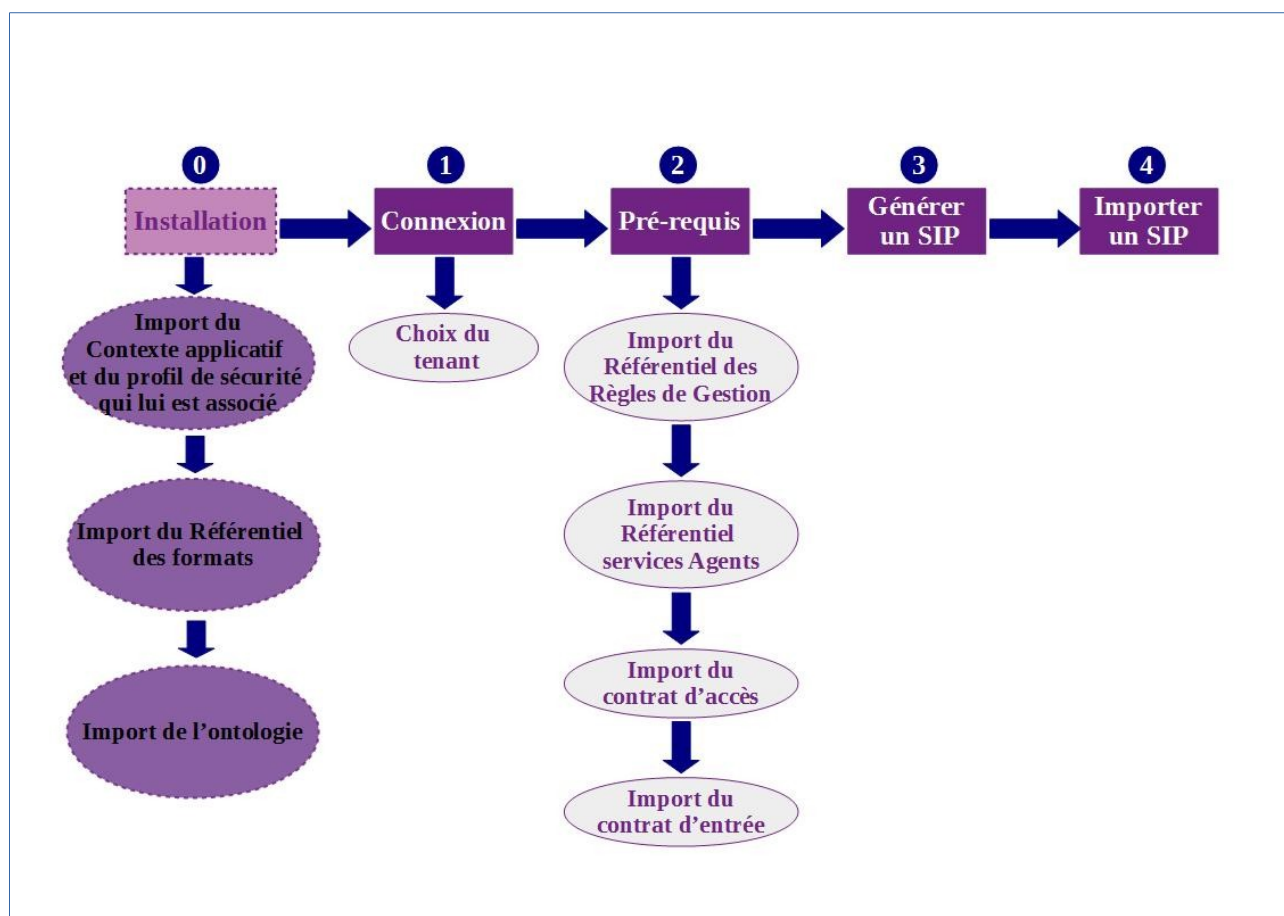 0
1
2
3
4
Installation
Connexion
Pré-requis
Générer
un SIP
Importer
un SIP
Import du
Contexte applicatif
et du profil de sécurité
qui lui est associé
Import du Référentiel
des formats
Import de l’ontologie
Choix du
tenant
Import du
Référentiel des
Règles de Gestion
Import du
Référentiel
services Agents
Import du
contrat d’accès
Import du
contrat d’entrée